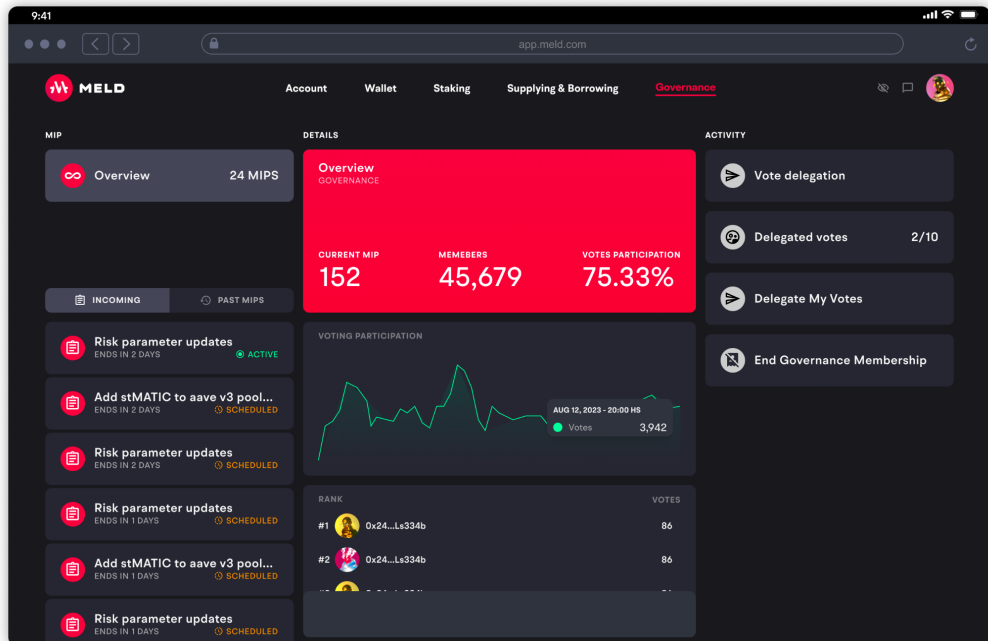 9:41
app.meld.com
MELD
Account
Wallet
Staking
Supplying & Borrowing
Governance
MIP
Overview
24 MIPS
INCOMING
PAST MIPS
Risk parameter updates
ENDS IN 2 DAYS
ACTIVE
Add stMATIC to aave v3 pool...
ENDS IN 2 DAYS
SCHEDULED
Risk parameter updates
ENDS IN 2 DAYS
SCHEDULED
Risk parameter updates
ENDS IN 1 DAYS
SCHEDULED
Add stMATIC to aave v3 pool...
ENDS IN 1 DAYS
SCHEDULED
Risk parameter updates
ENDS IN 1 DAYS
SCHEDULED
DETAILS
Overview
GOVERNANCE
CURRENT MIP
152
MEMEBERS
45,679
VOTES PARTICIPATION
75.33%
VOTING PARTICIPATION
AUG 12, 2023 - 20:00 HS
Votes
3,942
RANK
VOTES
#1
0x24...Ls334b
86
#2
0x24...Ls334b
86
ACTIVITY
Vote delegation
Delegated votes
2/10
Delegate My Votes
End Governance Membership